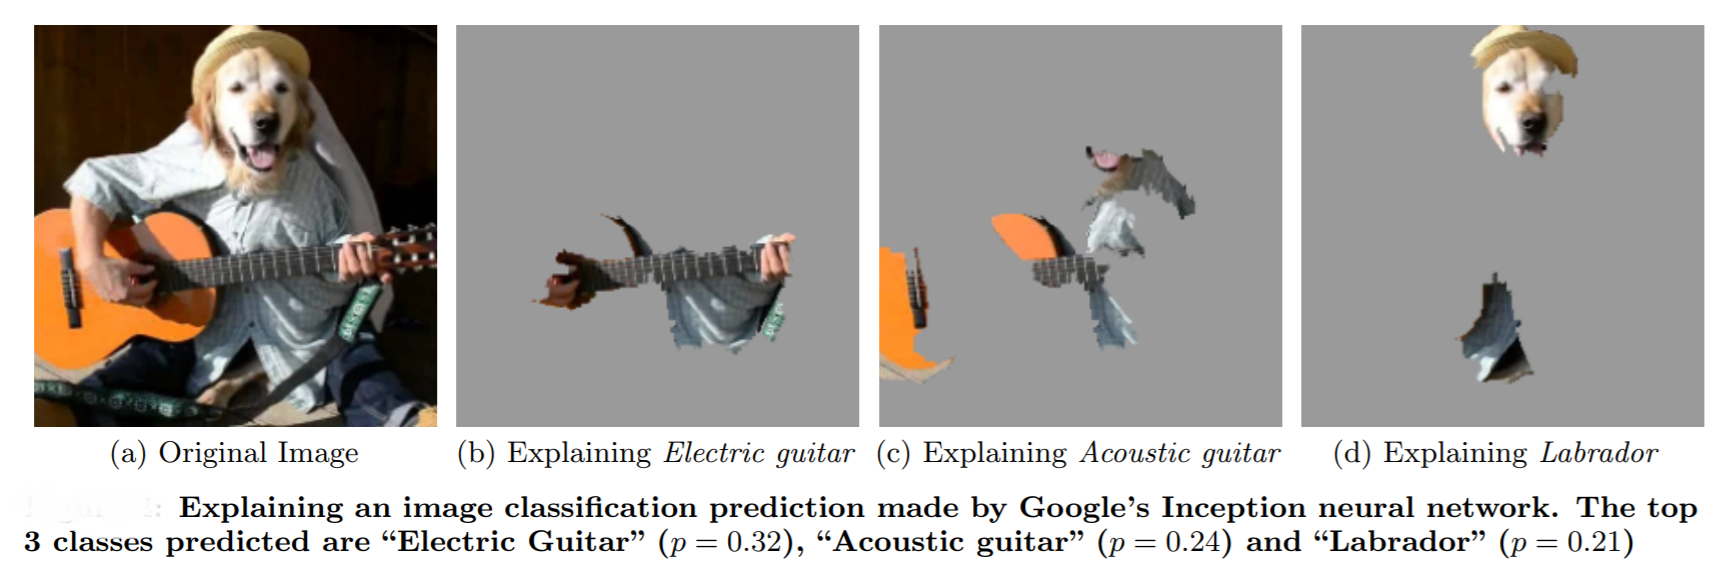 (a) Original Image
(b) Explaining Electric guitar
(c) Explaining Acoustic guitar
(d) Explaining Labrador
: Explaining an image classification prediction made by Google’s Inception neural network. The top
3 classes predicted are “Electric Guitar” (p = 0.32), “Acoustic guitar” (p = 0.24) and “Labrador” (p = 0.21)